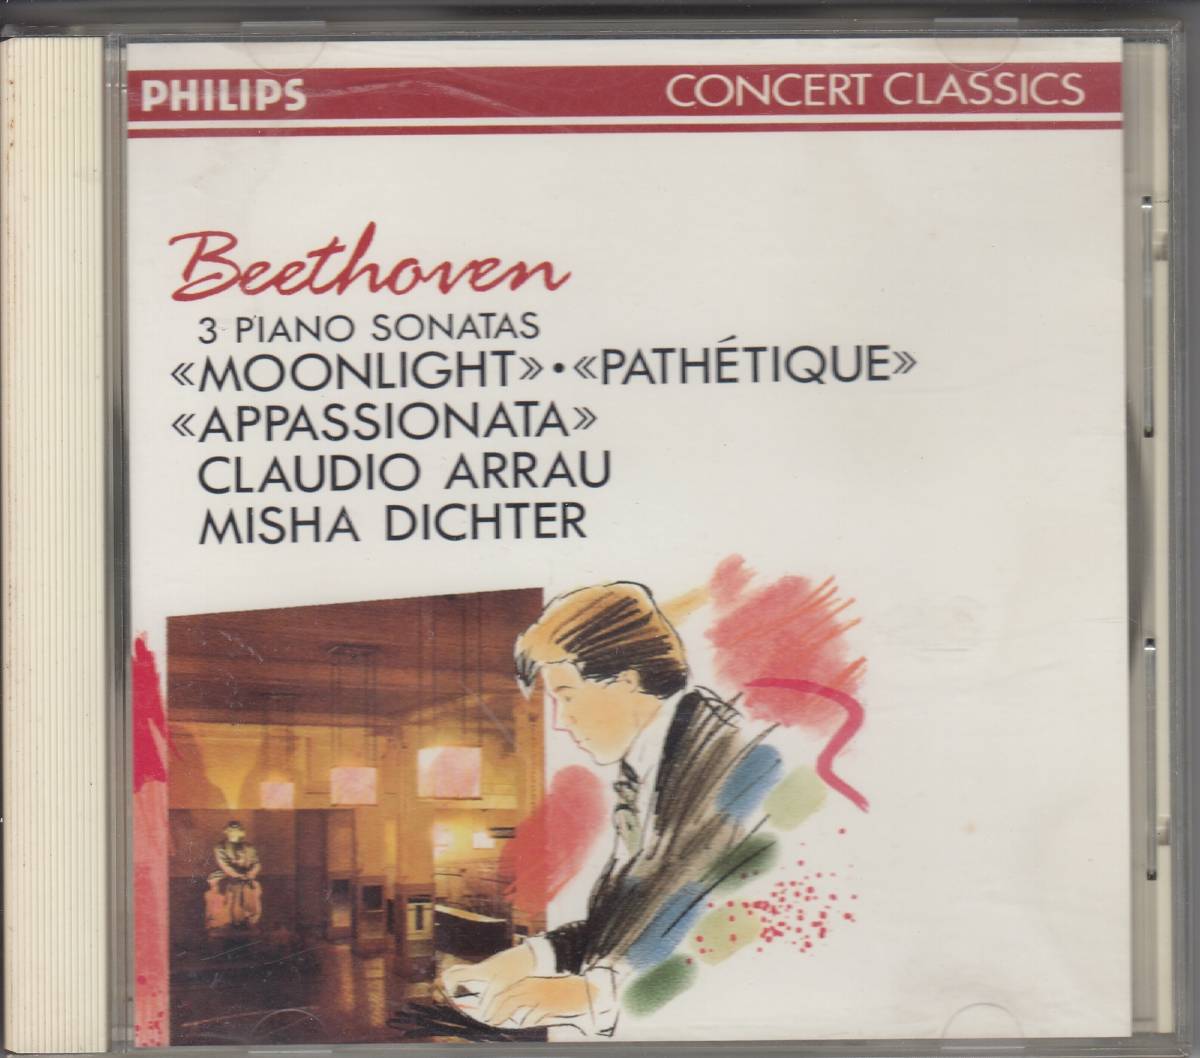 PHILIPS CONCERT CLASSICS
Beethoven
3 PIANO SONATAS
«MOONLIGHT» • «PATHÉTIQUE»
«APPASSIONATA»
CLAUDIO ARRAU
MISHA DICHTER